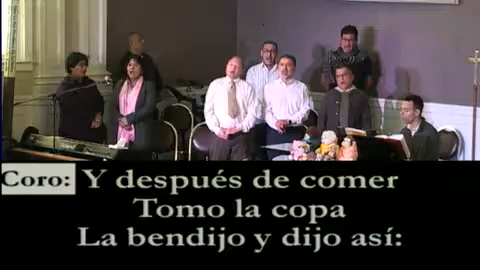 Coro: Y después de comer
Tomo la copa
La bendijo y dijo así: